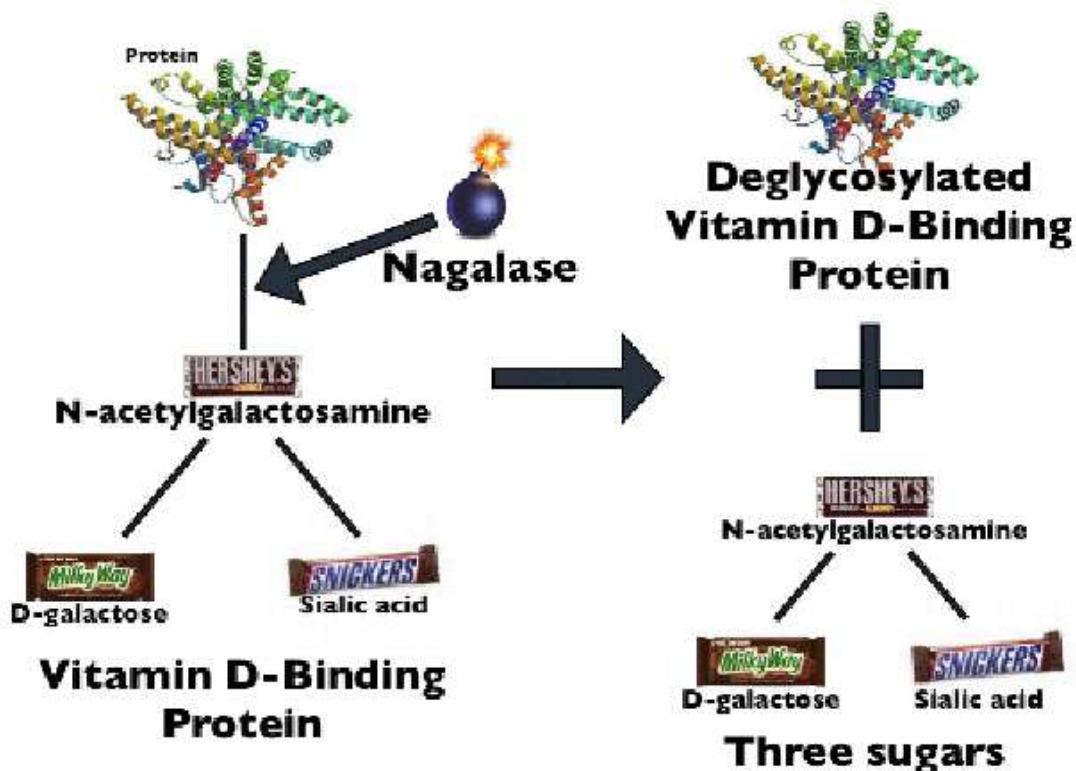 Protein
Nagalase
HERSHEY'S
N-acetylgalactosamine
Milky Way
D-galactose
SNICKERS
Sialic acid
Vitamin D-Binding
Protein
Deglycosylated
Vitamin D-Binding
Protein
HERSHEY'S
N-acetylgalactosamine
Milky Way
D-galactose
SNICKERS
Sialic acid
Three sugars